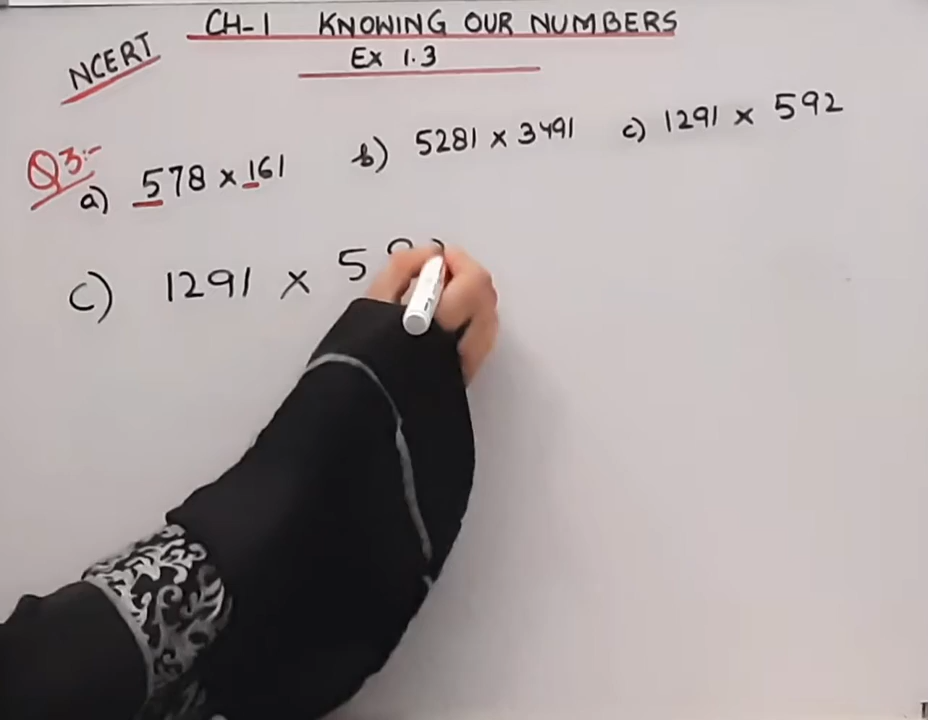 CH-1 KNOWING OUR NUMBERS
NCERT
Ex 1.3
Q3:-
a) 578 × 161 b) 5281 × 3491 c) 1291 × 592
c) 1291 × 5